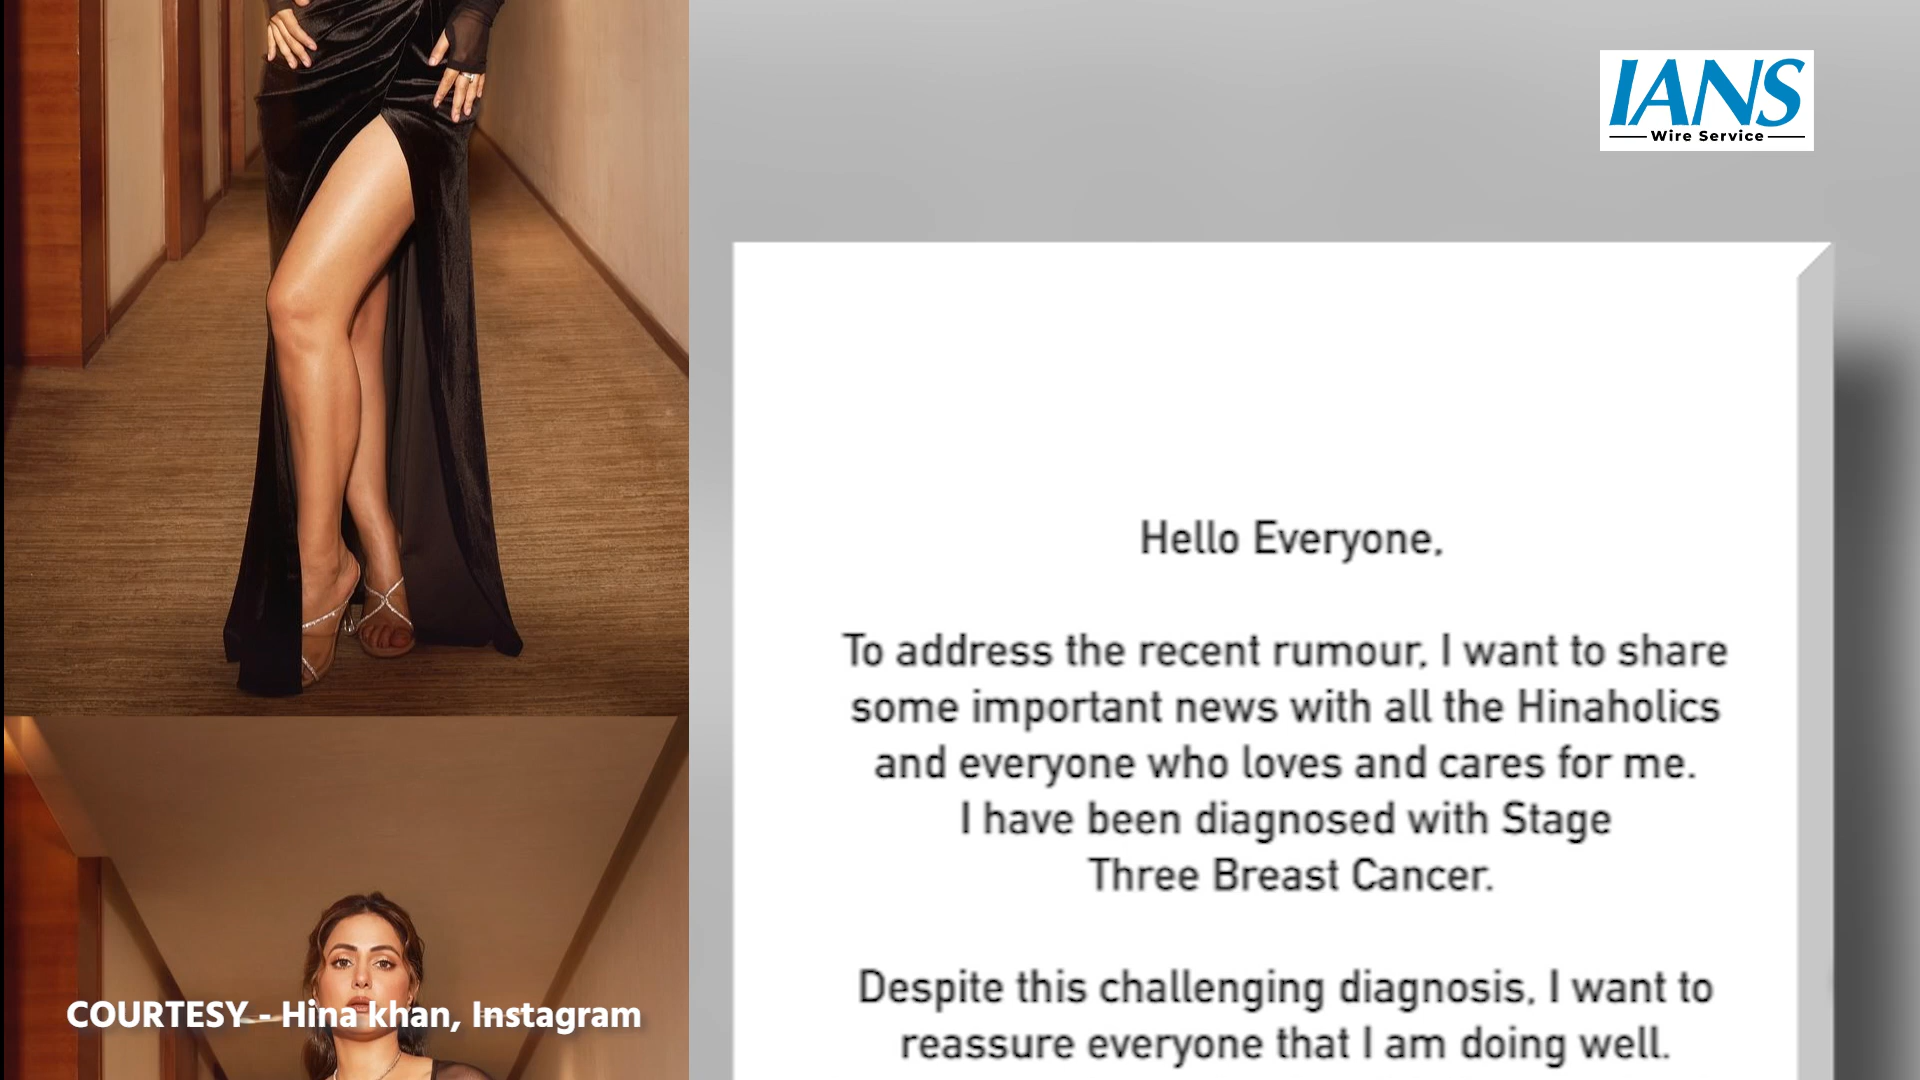 IANS
Wire Service
Hello Everyone,
To address the recent rumour, I want to share
some important news with all the Hinaholics
and everyone who loves and cares for me.
I have been diagnosed with Stage
Three Breast Cancer.
Despite this challenging diagnosis, I want to
reassure everyone that I am doing well.
COURTESY - Hina khan, Instagram